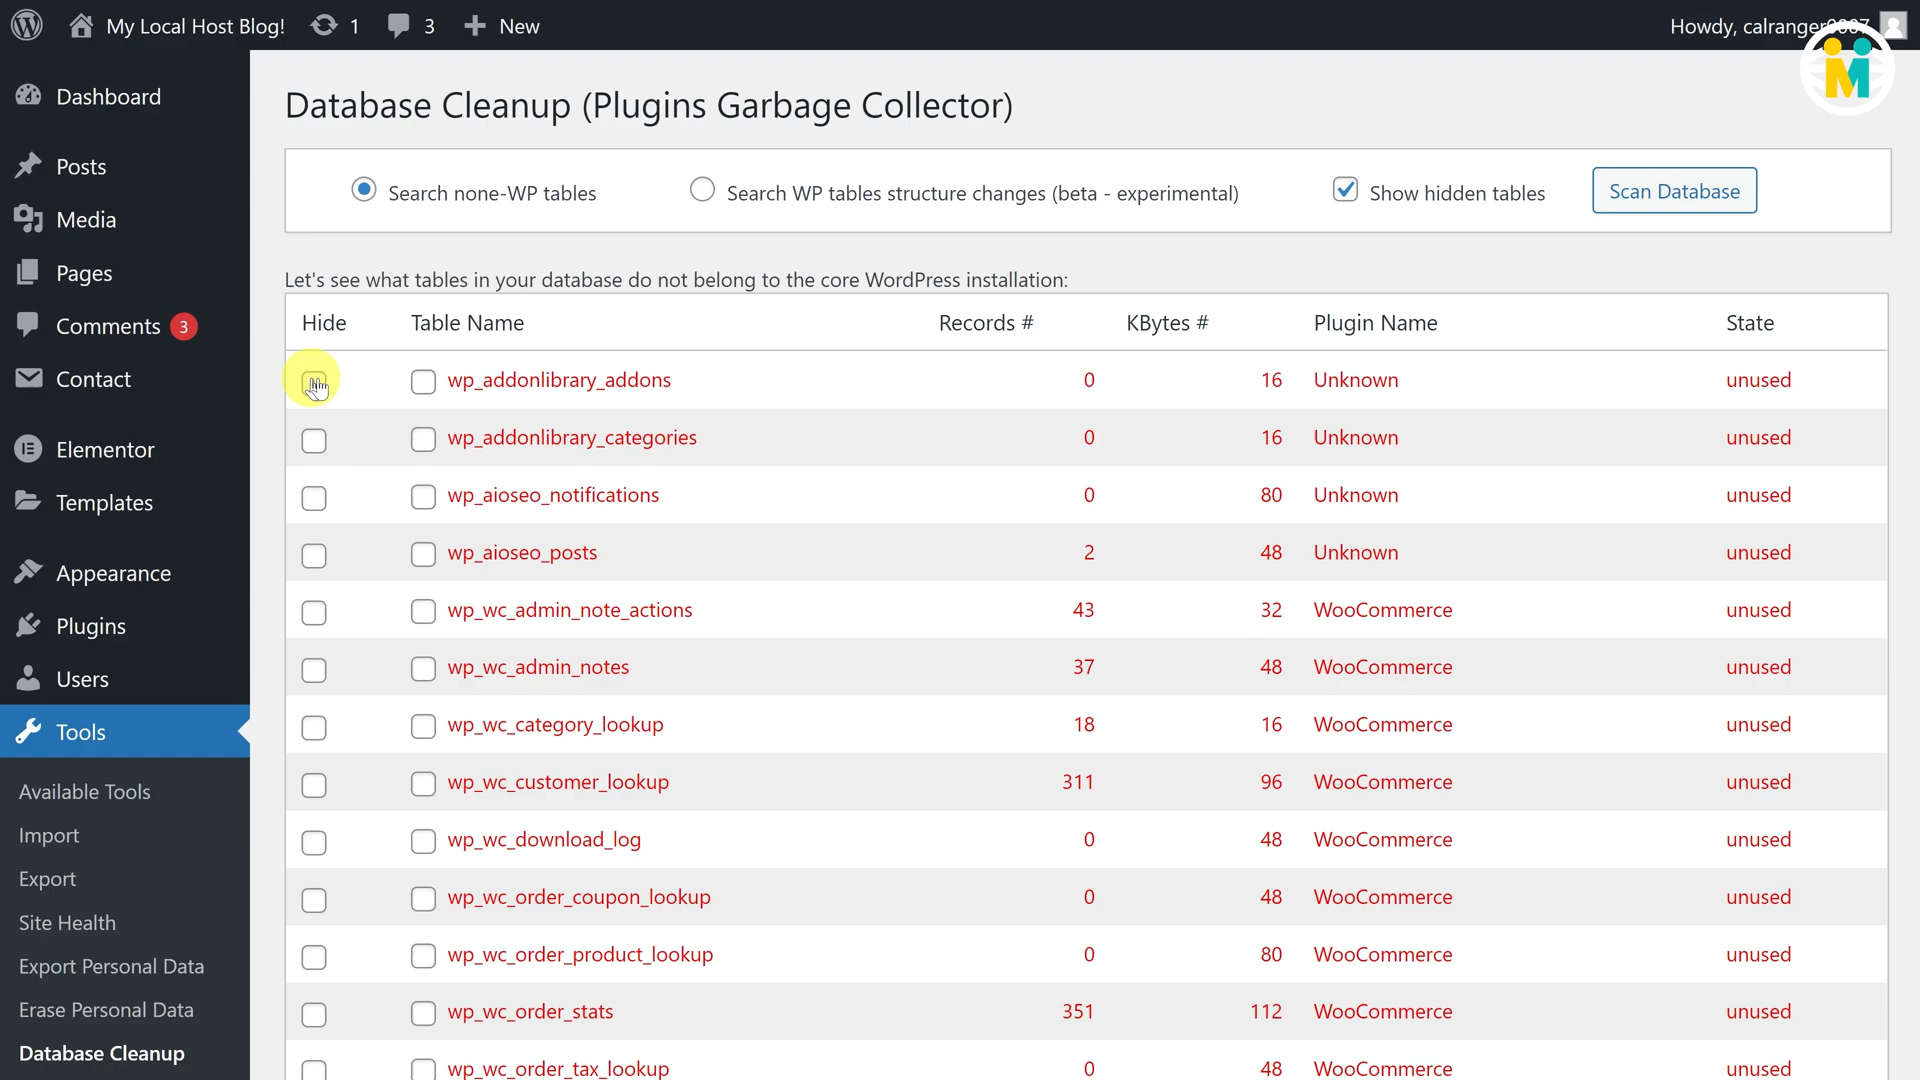 My Local Host Blog! 1 3 New Howdy, calranger0007
M
Dashboard
Posts
Media
Pages
Comments 3
Contact
Elementor
Templates
Appearance
Plugins
Users
Tools
Available Tools
Import
Export
Site Health
Export Personal Data
Erase Personal Data
Database Cleanup
Database Cleanup (Plugins Garbage Collector)
Search none-WP tables Search WP tables structure changes (beta - experimental) Show hidden tables Scan Database
Let's see what tables in your database do not belong to the core WordPress installation:
Hide Table Name Records # KBytes # Plugin Name State
wp_addonlibrary_addons 0 16 Unknown unused
wp_addonlibrary_categories 0 16 Unknown unused
wp_aioseo_notifications 0 80 Unknown unused
wp_aioseo_posts 2 48 Unknown unused
wp_wc_admin_note_actions 43 32 WooCommerce unused
wp_wc_admin_notes 37 48 WooCommerce unused
wp_wc_category_lookup 18 16 WooCommerce unused
wp_wc_customer_lookup 311 96 WooCommerce unused
wp_wc_download_log 0 48 WooCommerce unused
wp_wc_order_coupon_lookup 0 48 WooCommerce unused
wp_wc_order_product_lookup 0 80 WooCommerce unused
wp_wc_order_stats 351 112 WooCommerce unused
wp_wc_order_tax_lookup 0 48 WooCommerce unused